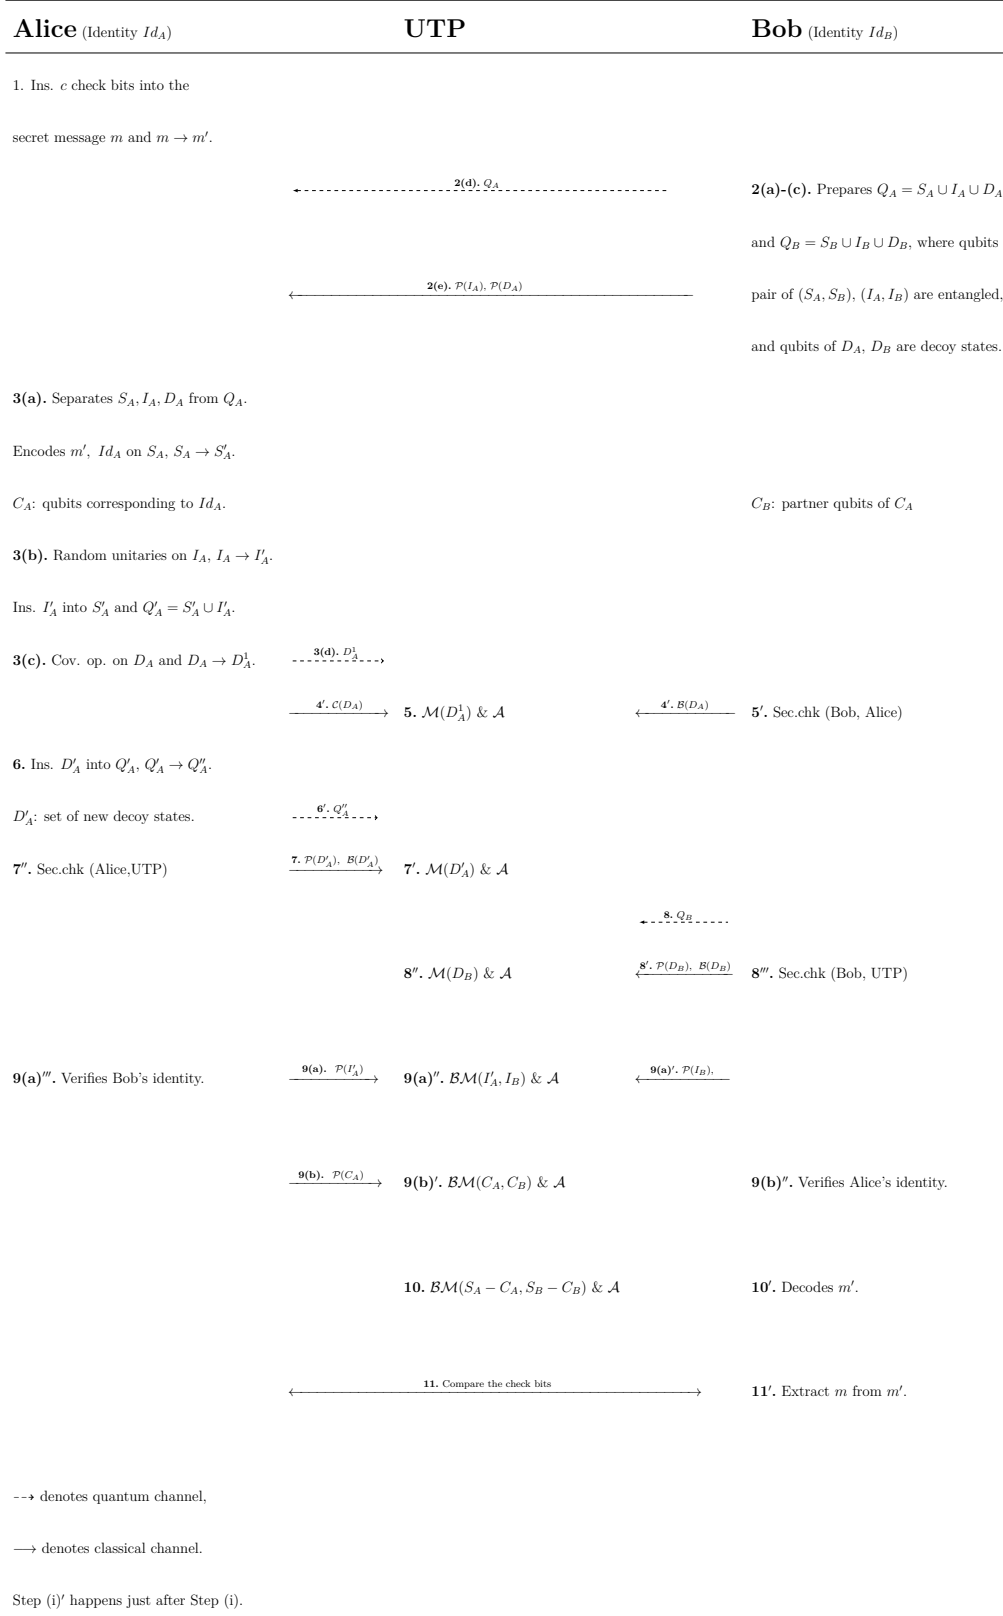 Alice (Identity Id_A) UTP Bob (Identity Id_B)
1. Ins. c check bits into the
secret message m and m → m′.
2(d). Q_A
2(a)-(c). Prepares Q_A = S_A ∪ I_A ∪ D_A
and Q_B = S_B ∪ I_B ∪ D_B, where qubits
2(e). 𝒫(I_A), 𝒫(D_A)
pair of (S_A, S_B), (I_A, I_B) are entangled,
and qubits of D_A, D_B are decoy states.
3(a). Separates S_A, I_A, D_A from Q_A.
Encodes m′, Id_A on S_A, S_A → S′_A.
C_A: qubits corresponding to Id_A. C_B: partner qubits of C_A
3(b). Random unitaries on I_A, I_A → I′_A.
Ins. I′_A into S′_A and Q′_A = S′_A ∪ I′_A.
3(c). Cov. op. on D_A and D_A → D¹_A. 3(d). D¹_A
4′. 𝒞(D_A) 5. ℳ(D¹_A) & 𝒜 4′. ℬ(D_A) 5′. Sec.chk (Bob, Alice)
6. Ins. D′_A into Q′_A, Q′_A → Q″_A.
D′_A: set of new decoy states. 6′. Q″_A
7″. Sec.chk (Alice,UTP) 7. 𝒫(D′_A), ℬ(D′_A) 7′. ℳ(D′_A) & 𝒜
8. Q_B
8″. ℳ(D_B) & 𝒜 8′. 𝒫(D_B), ℬ(D_B) 8‴. Sec.chk (Bob, UTP)
9(a)‴. Verifies Bob's identity. 9(a). 𝒫(I′_A) 9(a)″. ℬℳ(I′_A, I_B) & 𝒜 9(a)′. 𝒫(I_B),
9(b). 𝒫(C_A) 9(b)′. ℬℳ(C_A, C_B) & 𝒜 9(b)″. Verifies Alice's identity.
10. ℬℳ(S_A − C_A, S_B − C_B) & 𝒜 10′. Decodes m′.
11. Compare the check bits 11′. Extract m from m′.
⇢ denotes quantum channel,
⟶ denotes classical channel.
Step (i)′ happens just after Step (i).